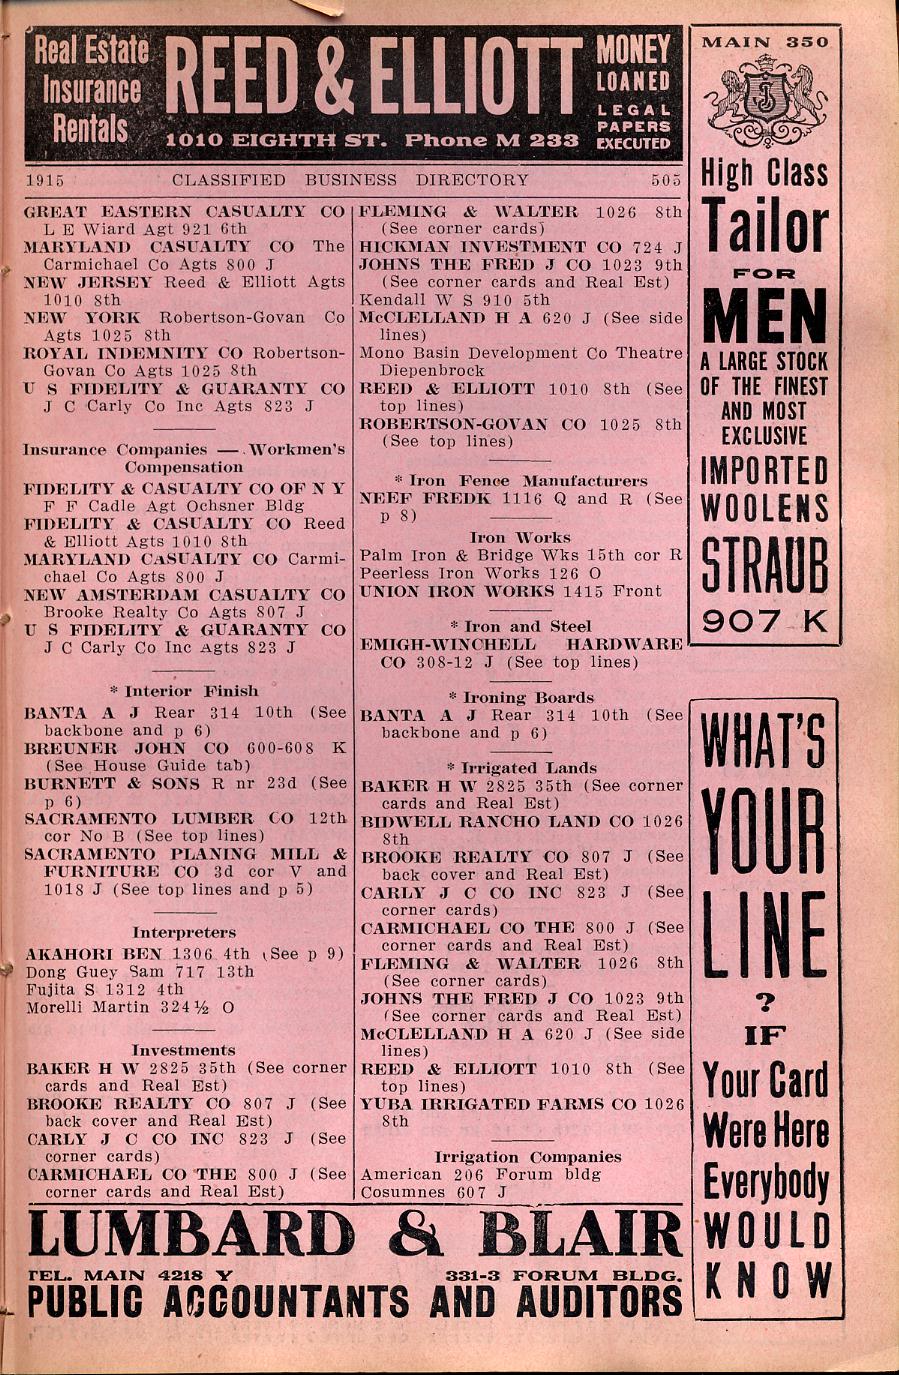 Real Estate
Insurance
Rentals
REED & ELLIOTT
1010 EIGHTH ST. Phone M 233
MONEY
LOANED
LEGAL
PAPERS
EXECUTED
1915 CLASSIFIED BUSINESS DIRECTORY 505
GREAT EASTERN CASUALTY CO
L E Wiard Agt 921 6th
MARYLAND CASUALTY CO The
Carmichael Co Agts 800 J
NEW JERSEY Reed & Elliott Agts
1010 8th
NEW YORK Robertson-Govan Co
Agts 1025 8th
ROYAL INDEMNITY CO Robertson-
Govan Co Agts 1025 8th
U S FIDELITY & GUARANTY CO
J C Carly Co Inc Agts 823 J
Insurance Companies — Workmen's
Compensation
FIDELITY & CASUALTY CO OF N Y
F F Cadle Agt Ochsner Bldg
FIDELITY & CASUALTY CO Reed
& Elliott Agts 1010 8th
MARYLAND CASUALTY CO Carmi-
chael Co Agts 800 J
NEW AMSTERDAM CASUALTY CO
Brooke Realty Co Agts 807 J
U S FIDELITY & GUARANTY CO
J C Carly Co Inc Agts 823 J
* Interior Finish
BANTA A J Rear 314 10th (See
backbone and p 6)
BREUNER JOHN CO 600-608 K
(See House Guide tab)
BURNETT & SONS R nr 23d (See
p 6)
SACRAMENTO LUMBER CO 12th
cor No B (See top lines)
SACRAMENTO PLANING MILL &
FURNITURE CO 3d cor V and
1018 J (See top lines and p 5)
Interpreters
AKAHORI BEN 1306 4th (See p 9)
Dong Guey Sam 717 13th
Fujita S 1312 4th
Morelli Martin 324½ O
Investments
BAKER H W 2825 35th (See corner
cards and Real Est)
BROOKE REALTY CO 807 J (See
back cover and Real Est)
CARLY J C CO INC 823 J (See
corner cards)
CARMICHAEL CO THE 800 J (See
corner cards and Real Est)
FLEMING & WALTER 1026 8th
(See corner cards)
HICKMAN INVESTMENT CO 724 J
JOHNS THE FRED J CO 1023 9th
(See corner cards and Real Est)
Kendall W S 910 5th
McCLELLAND H A 620 J (See side
lines)
Mono Basin Development Co Theatre
Diepenbrock
REED & ELLIOTT 1010 8th (See
top lines)
ROBERTSON-GOVAN CO 1025 8th
(See top lines)
* Iron Fence Manufacturers
NEEF FREDK 1116 Q and R (See
p 8)
Iron Works
Palm Iron & Bridge Wks 15th cor R
Peerless Iron Works 126 O
UNION IRON WORKS 1415 Front
* Iron and Steel
EMIGH-WINCHELL HARDWARE
CO 308-12 J (See top lines)
* Ironing Boards
BANTA A J Rear 314 10th (See
backbone and p 6)
* Irrigated Lands
BAKER H W 2825 35th (See corner
cards and Real Est)
BIDWELL RANCHO LAND CO 1026
8th
BROOKE REALTY CO 807 J (See
back cover and Real Est)
CARLY J C CO INC 823 J (See
corner cards)
CARMICHAEL CO THE 800 J (See
corner cards and Real Est)
FLEMING & WALTER 1026 8th
(See corner cards)
JOHNS THE FRED J CO 1023 9th
(See corner cards and Real Est)
McCLELLAND H A 620 J (See side
lines)
REED & ELLIOTT 1010 8th (See
top lines)
YUBA IRRIGATED FARMS CO 1026
8th
Irrigation Companies
American 206 Forum bldg
Cosumnes 607 J
MAIN 350
High Class
Tailor
FOR
MEN
A LARGE STOCK
OF THE FINEST
AND MOST
EXCLUSIVE
IMPORTED
WOOLENS
STRAUB
907 K
WHAT'S
YOUR
LINE
?
IF
Your Card
Were Here
Everybody
WOULD
KNOW
LUMBARD & BLAIR
TEL. MAIN 4218 Y 331-3 FORUM BLDG.
PUBLIC ACCOUNTANTS AND AUDITORS